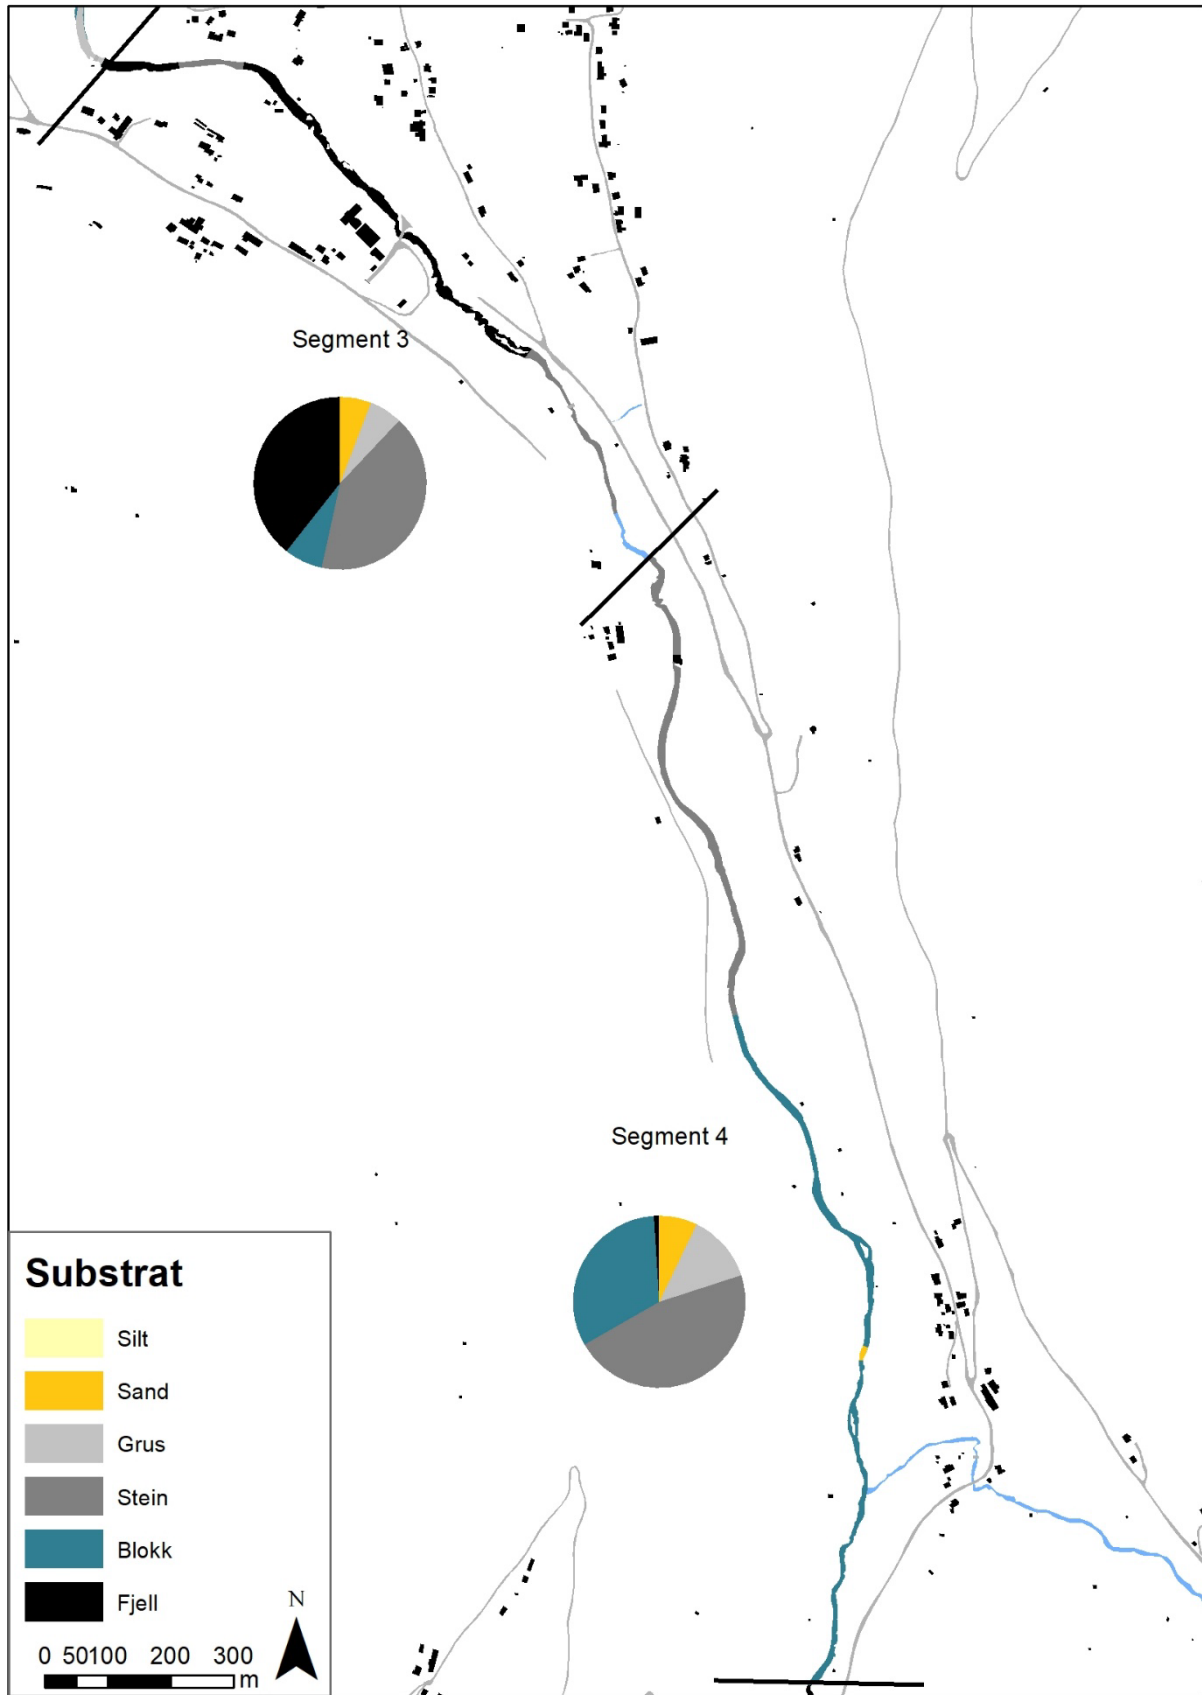 Segment 3
Segment 4
Substrat
Silt
Sand
Grus
Stein
Blokk
Fjell
N
0 50100 200 300
m